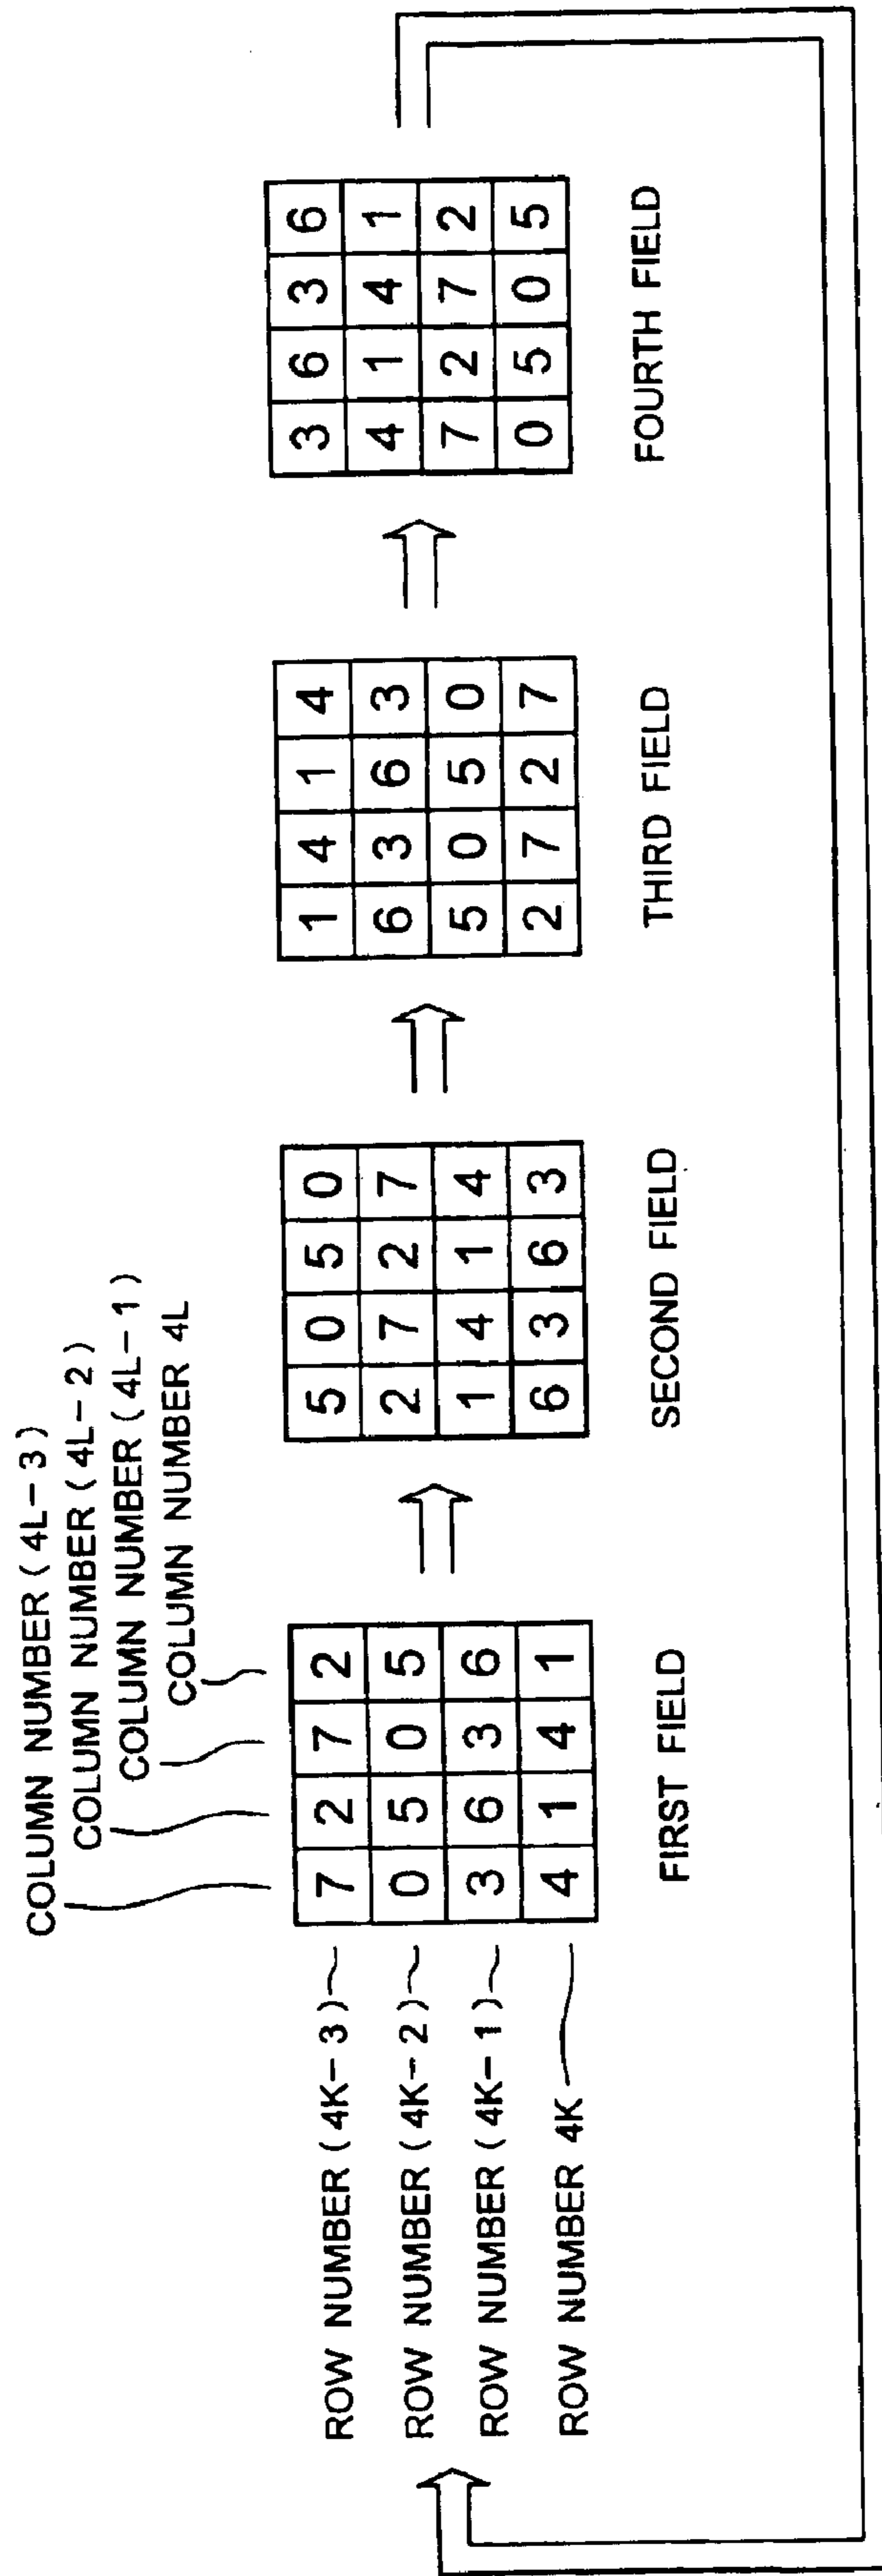 COLUMN NUMBER (4L-3)
COLUMN NUMBER (4L-2)
COLUMN NUMBER (4L-1)
COLUMN NUMBER 4L
ROW NUMBER (4K-3)
ROW NUMBER (4K-2)
ROW NUMBER (4K-1)
ROW NUMBER 4K
7 2 7 2
0 5 0 5
3 6 3 6
4 1 4 1
FIRST FIELD
5 0 5 0
2 7 2 7
1 4 1 4
6 3 6 3
SECOND FIELD
1 4 1 4
6 3 6 3
5 0 5 0
2 7 2 7
THIRD FIELD
3 6 3 6
4 1 4 1
7 2 7 2
0 5 0 5
FOURTH FIELD